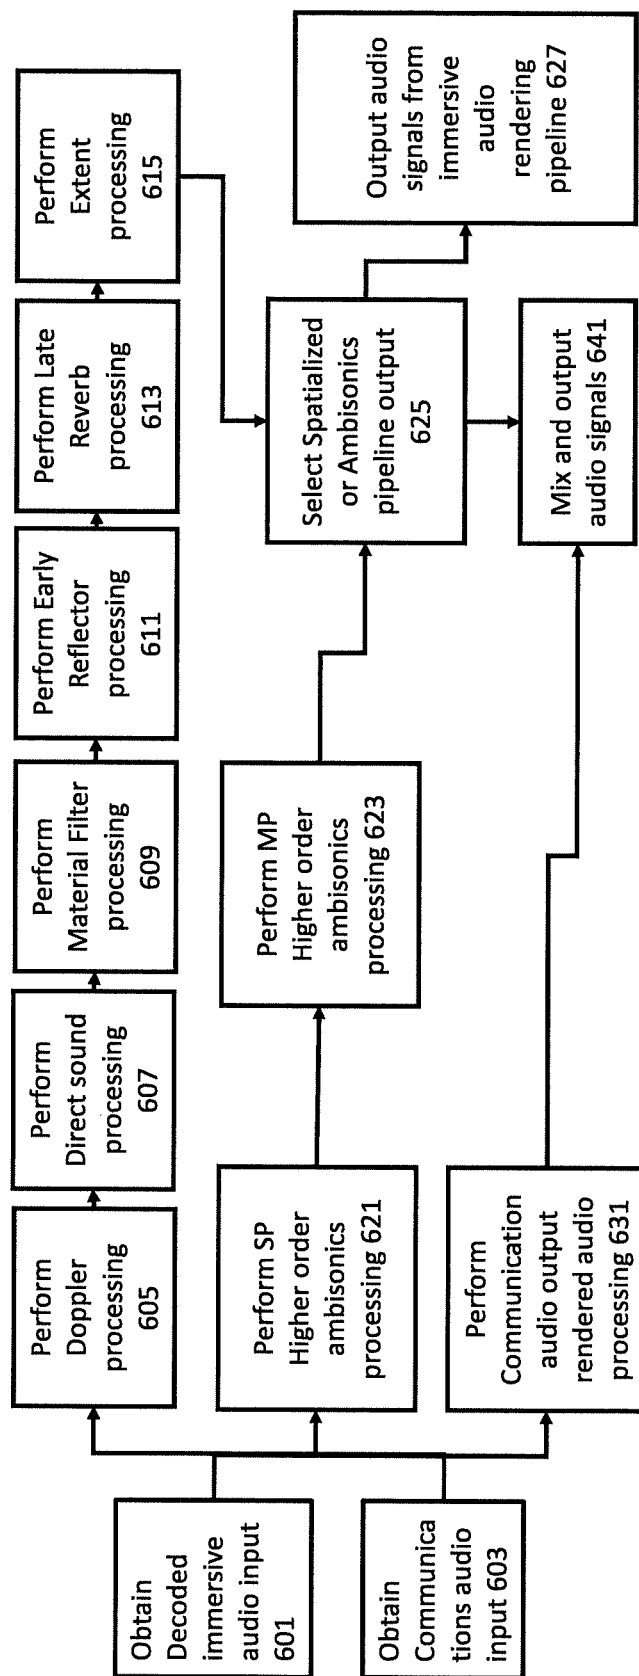 Obtain
Decoded
immersive
audio input
601
Obtain
Communica
tions audio
input 603
Perform
Doppler
processing
605
Perform
Direct sound
processing
607
Perform
Material Filter
processing
609
Perform Early
Reflector
processing
611
Perform Late
Reverb
processing
613
Perform
Extent
processing
615
Perform SP
Higher order
ambisonics
processing 621
Perform MP
Higher order
ambisonics
processing 623
Select Spatialized
or Ambisonics
pipeline output
625
Output audio
signals from
immersive
audio
rendering
pipeline 627
Perform
Communication
audio output
rendered audio
processing 631
Mix and output
audio signals 641